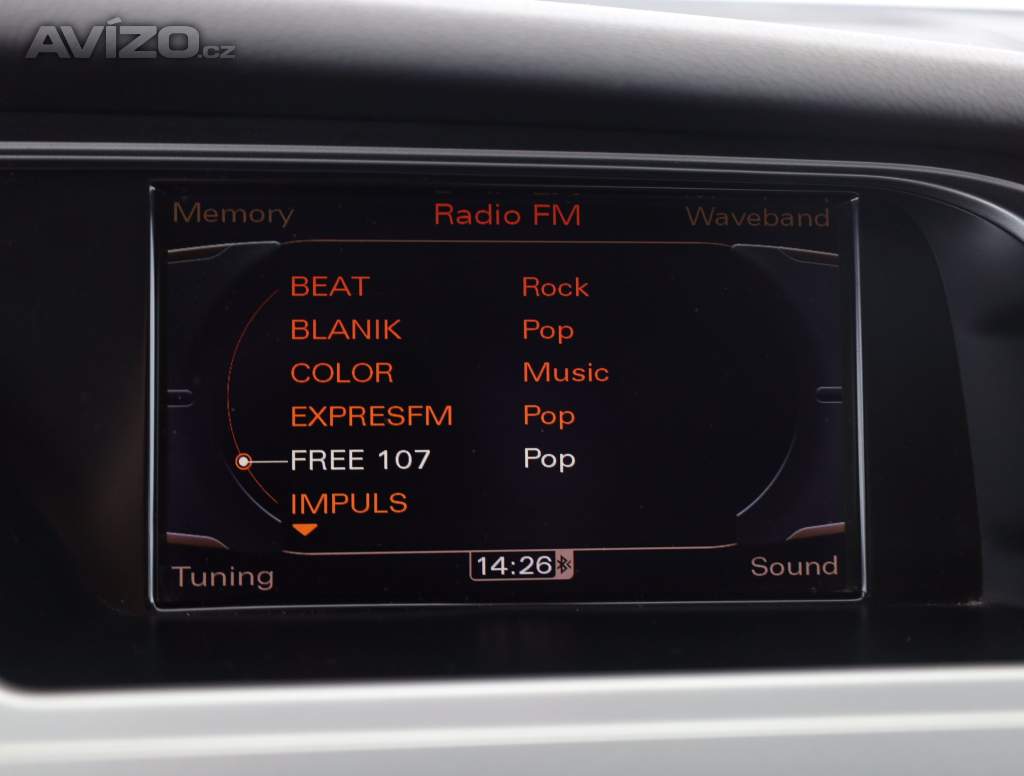 AVÍZO.cz
Memory Radio FM Waveband
BEAT Rock
BLANIK Pop
COLOR Music
EXPRESFM Pop
FREE 107 Pop
IMPULS
Tuning 14:26 Sound